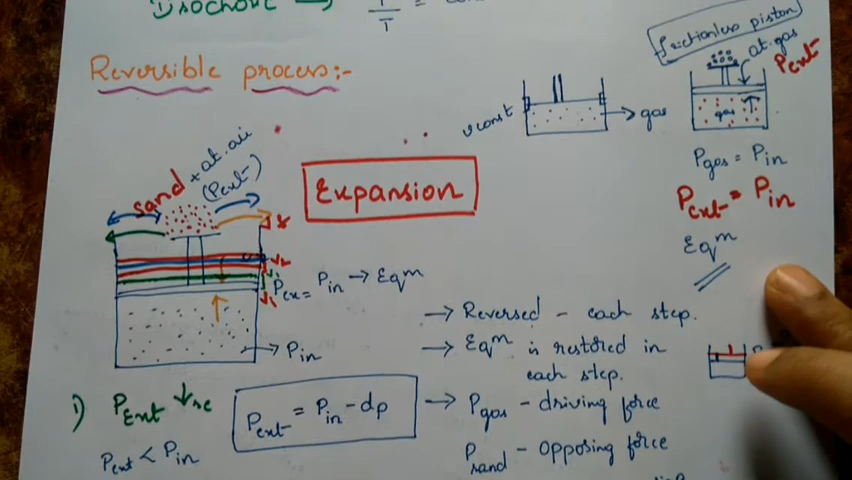 Isochoric →
T
frictionless piston
Reversible process:-
at. gas
Pext
v const
gas
gas
sand + at. air
(Pext)
Expansion
Pgas = Pin
Pext = Pin
Eqm
Pex = Pin → Eqm
Pin
→ Reversed - each step.
→ Eqm is restored in
each step.
1) PExt ↓se
Pext < Pin
Pext = Pin - dp
→ Pgas - driving force
Psand - opposing force